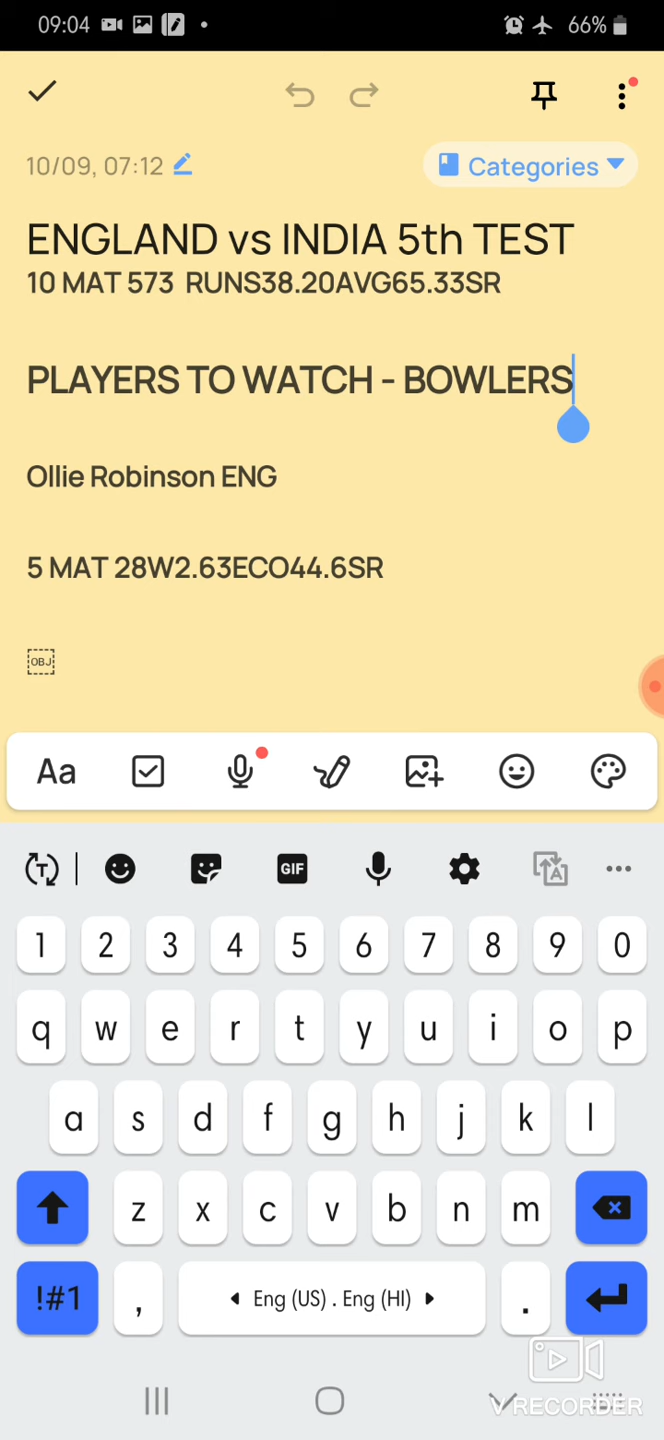 09:04
66%
10/09, 07:12
Categories
ENGLAND vs INDIA 5th TEST
10 MAT 573 RUNS38.20AVG65.33SR
PLAYERS TO WATCH - BOWLERS
Ollie Robinson ENG
5 MAT 28W2.63ECO44.6SR
OBJ
Aa
T
GIF
A
1 2 3 4 5 6 7 8 9 0
q w e r t y u i o p
a s d f g h j k l
z x c v b n m
!#1 , Eng (US) . Eng (HI) .
V RECORDER